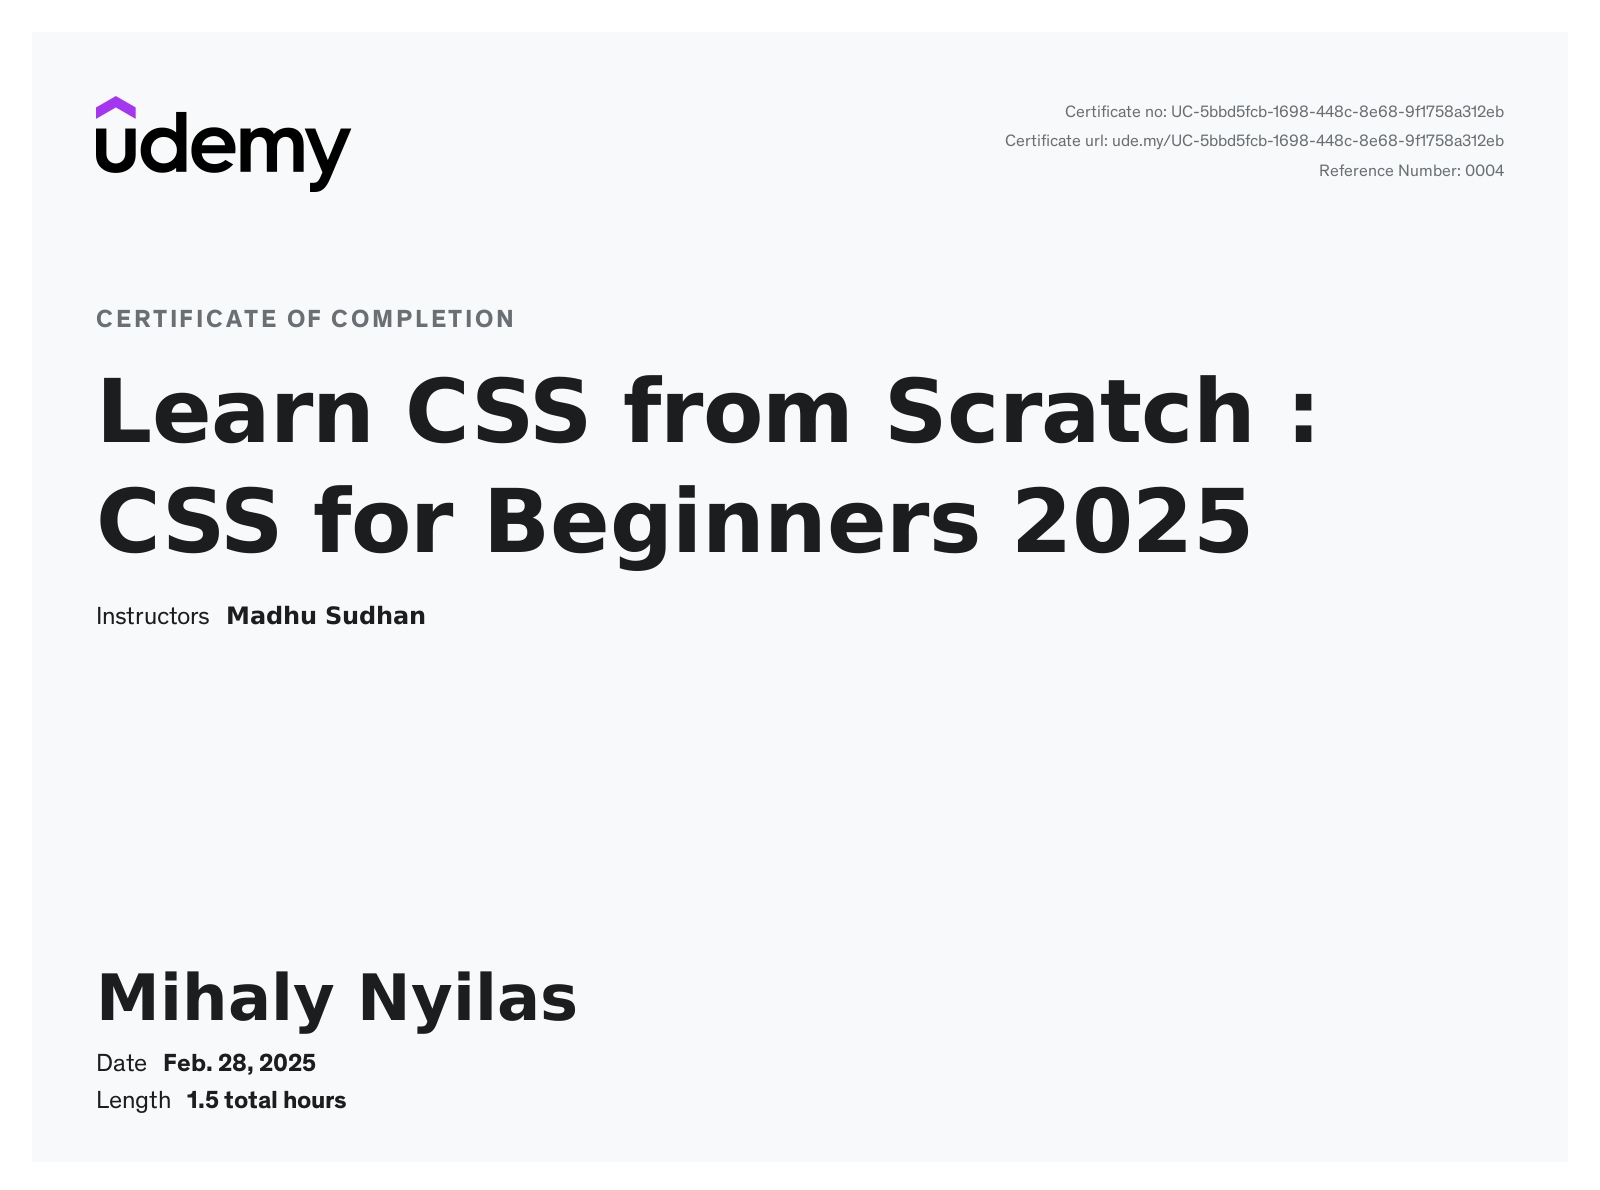 udemy
Certificate no: UC-5bbd5fcb-1698-448c-8e68-9f1758a312eb
Certificate url: ude.my/UC-5bbd5fcb-1698-448c-8e68-9f1758a312eb
Reference Number: 0004
CERTIFICATE OF COMPLETION
Learn CSS from Scratch :
CSS for Beginners 2025
Instructors Madhu Sudhan
Mihaly Nyilas
Date Feb. 28, 2025
Length 1.5 total hours